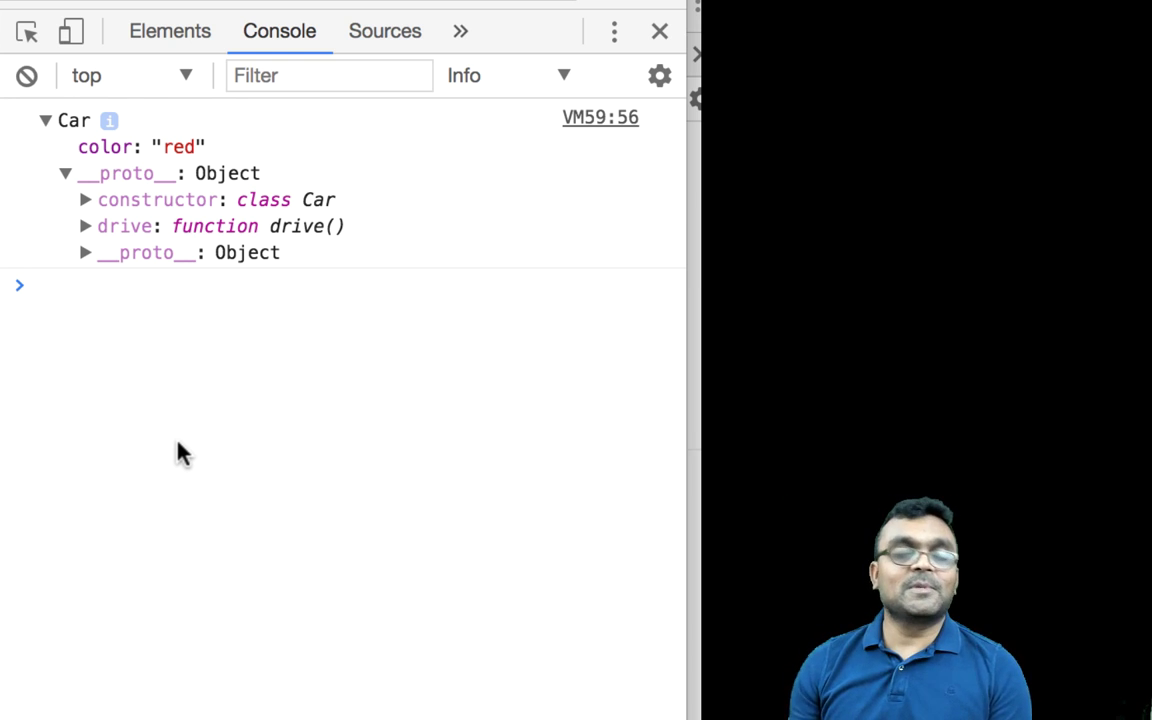 Elements Console Sources »
top Filter Info
Car i VM59:56
color: "red"
__proto__: Object
constructor: class Car
drive: function drive()
__proto__: Object